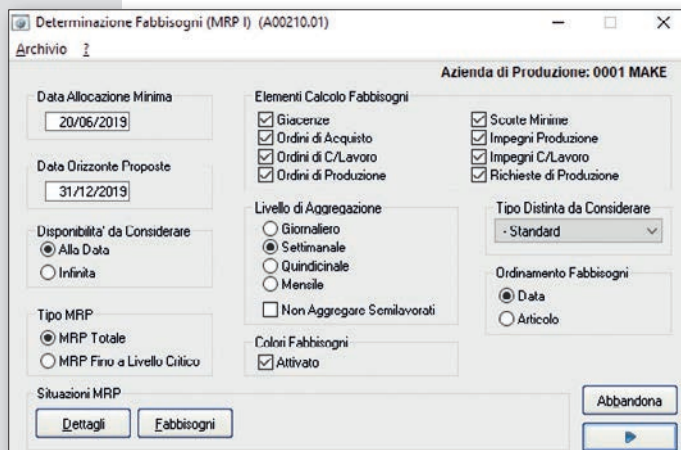 Determinazione Fabbisogni (MRP I) (A00210.01)
Archivio ?
Azienda di Produzione: 0001 MAKE
Data Allocazione Minima
20/06/2019
Data Orizzonte Proposte
31/12/2019
Disponibilita' da Considerare
Alla Data
Infinita
Tipo MRP
MRP Totale
MRP Fino a Livello Critico
Elementi Calcolo Fabbisogni
Giacenze
Ordini di Acquisto
Ordini di C/Lavoro
Ordini di Produzione
Scorte Minime
Impegni Produzione
Impegni C/Lavoro
Richieste di Produzione
Livello di Aggregazione
Giornaliero
Settimanale
Quindicinale
Mensile
Non Aggregare Semilavorati
Colori Fabbisogni
Attivato
Tipo Distinta da Considerare
- Standard
Ordinamento Fabbisogni
Data
Articolo
Situazioni MRP
Dettagli
Fabbisogni
Abbandona